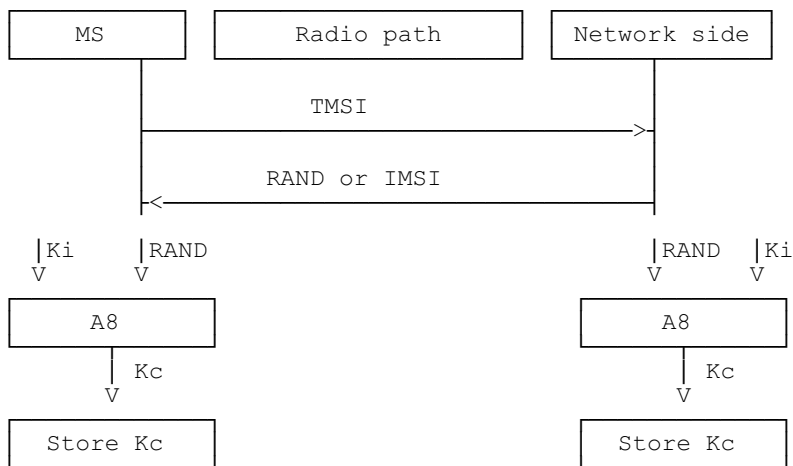 MS Radio path Network side
TMSI
RAND or IMSI
Ki RAND RAND Ki
A8 A8
Kc Kc
Store Kc Store Kc